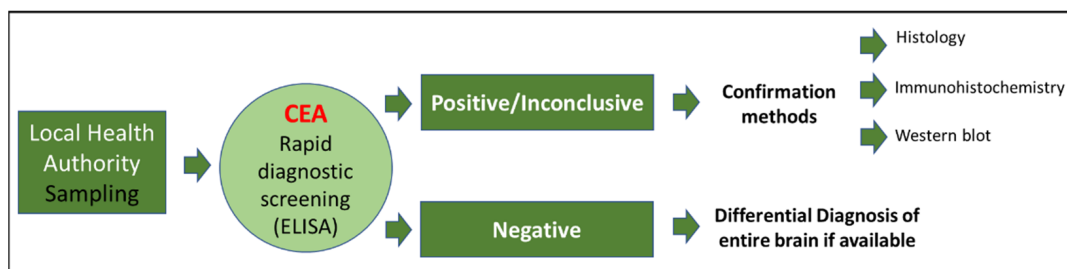 Local Health
Authority
Sampling
CEA
Rapid
diagnostic
screening
(ELISA)
Positive/Inconclusive
Confirmation
methods
Histology
Immunohistochemistry
Western blot
Negative
Differential Diagnosis of
entire brain if available